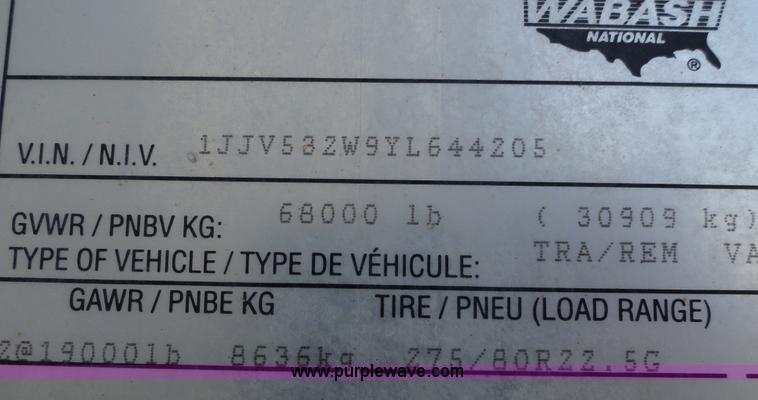 WABASH
NATIONAL
®
V.I.N. / N.I.V. 1JJV532W9YL644205
GVWR / PNBV KG: 68000 lb ( 30909 kg)
TYPE OF VEHICLE / TYPE DE VÉHICULE: TRA/REM VA
GAWR / PNBE KG TIRE / PNEU (LOAD RANGE)
2@19000lb 8636kg 275/80R22.5G
www.purplewave.com